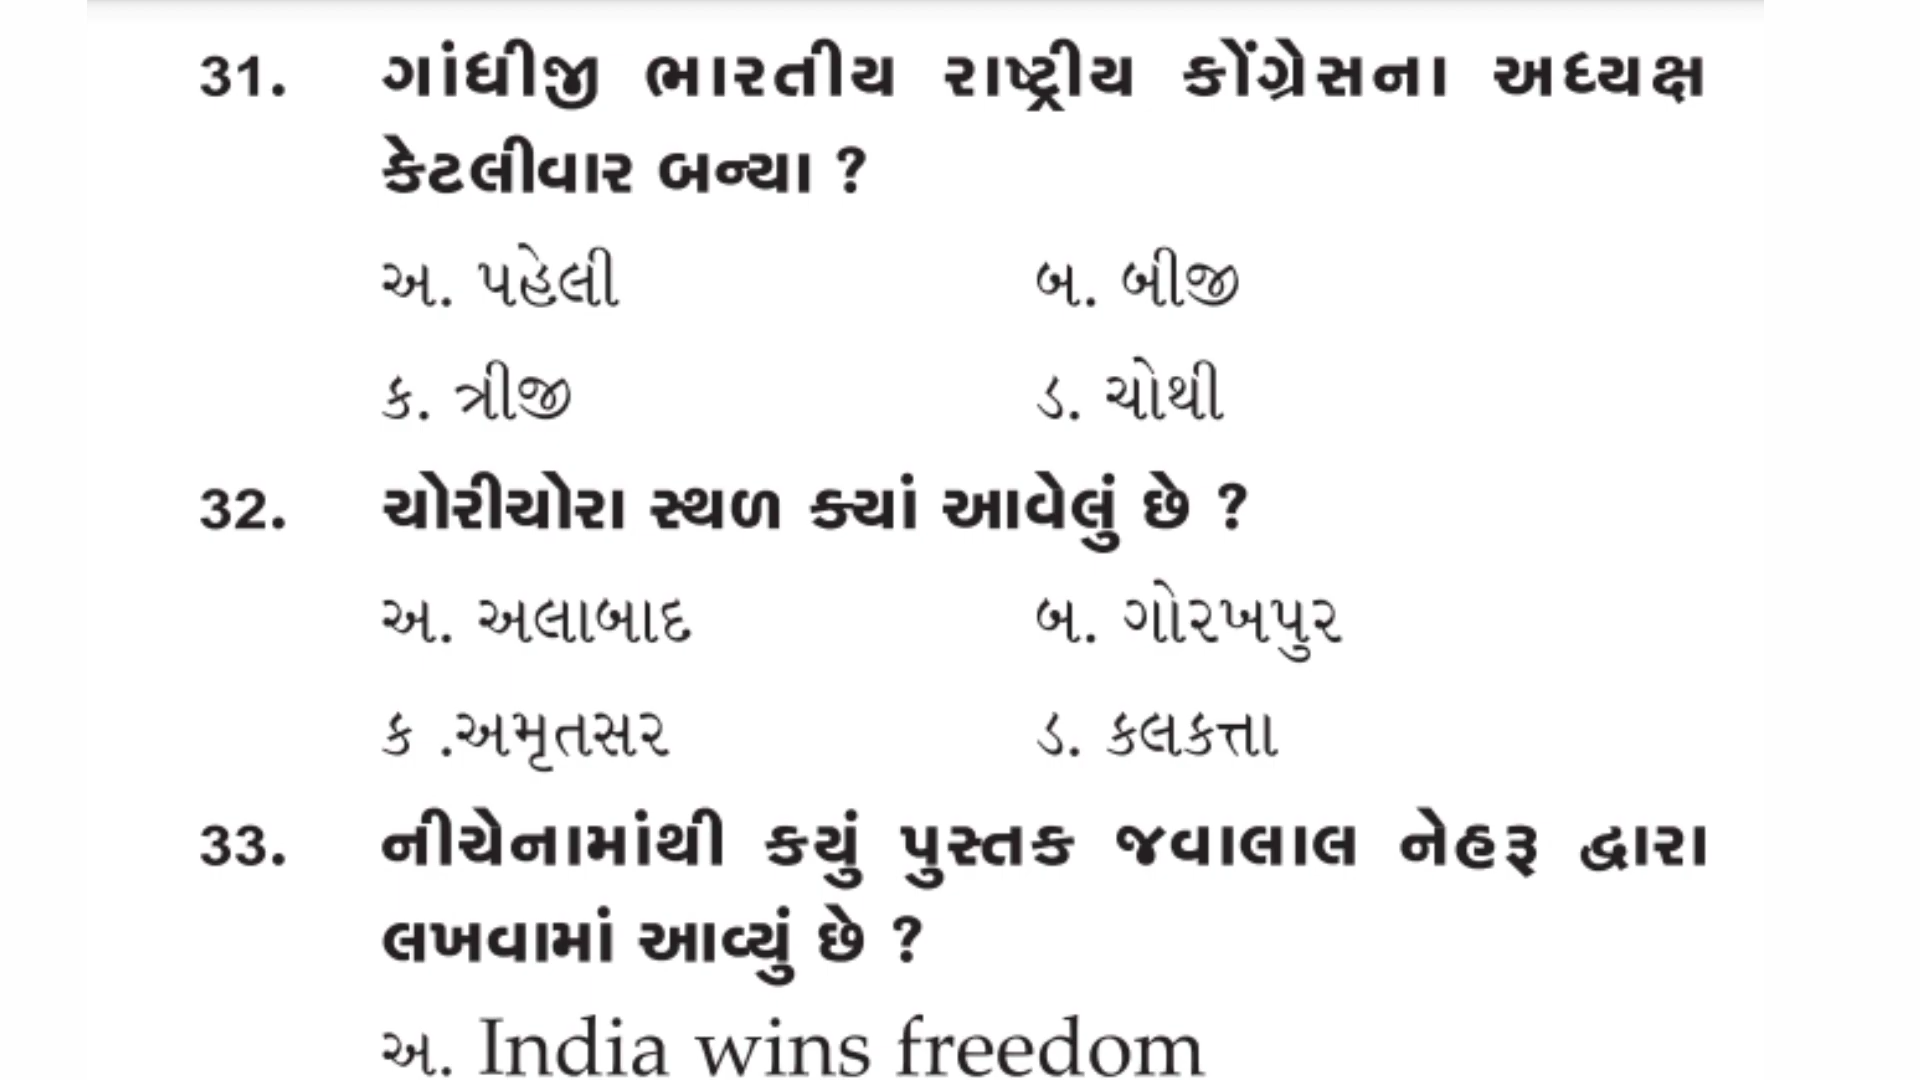 31. ગાંધીજી ભારતીય રાષ્ટ્રીય કોંગ્રેસના અધ્યક્ષ
કેટલીવાર બન્યા ?
અ. પહેલી બ. બીજી
ક. ત્રીજી ડ. ચોથી
32. ચોરીચોરા સ્થળ ક્યાં આવેલું છે ?
અ. અલાબાદ બ. ગોરખપુર
ક .અમૃતસર ડ. કલકત્તા
33. નીચેનામાંથી કયું પુસ્તક જવાલાલ નેહરૂ દ્વારા
લખવામાં આવ્યું છે ?
અ. India wins freedom